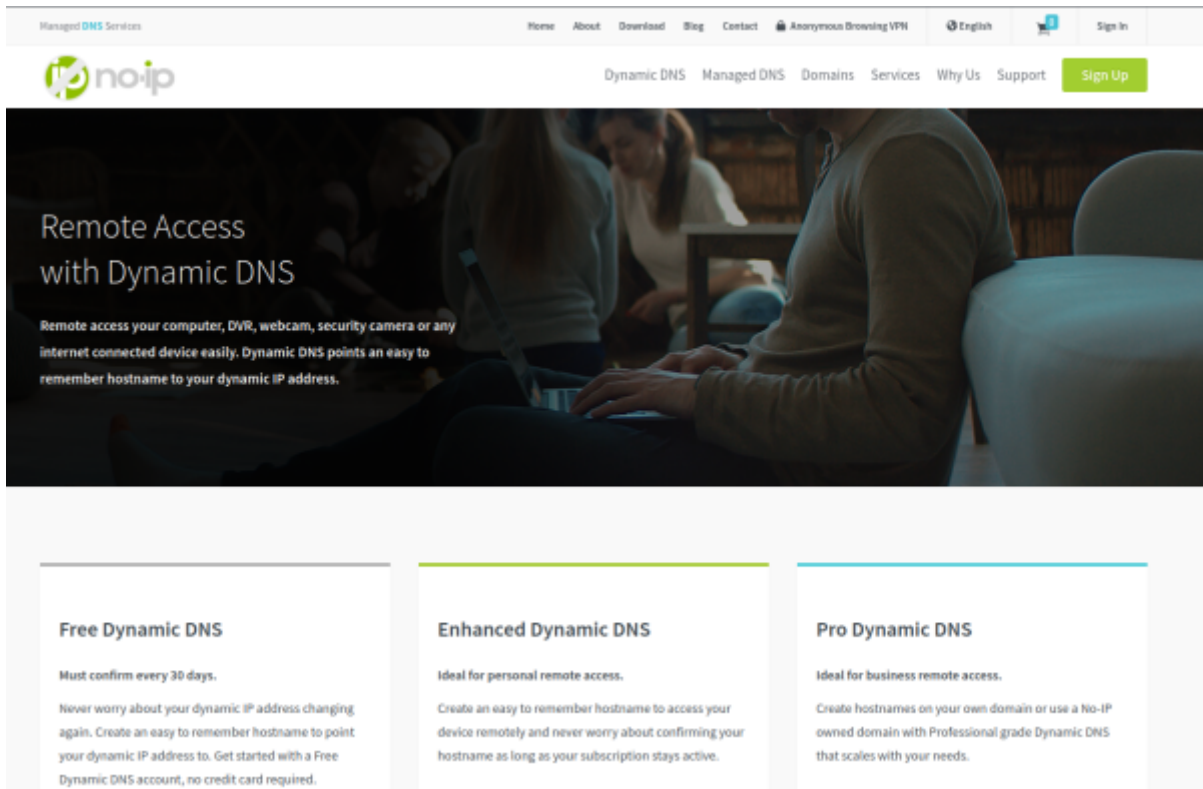 Managed DNS Services
Home About Download Blog Contact Anonymous Browsing VPN English 0 Sign In
no-ip
Dynamic DNS Managed DNS Domains Services Why Us Support Sign Up
Remote Access
with Dynamic DNS
Remote access your computer, DVR, webcam, security camera or any
internet connected device easily. Dynamic DNS points an easy to
remember hostname to your dynamic IP address.
Free Dynamic DNS
Must confirm every 30 days.
Never worry about your dynamic IP address changing
again. Create an easy to remember hostname to point
your dynamic IP address to. Get started with a Free
Dynamic DNS account, no credit card required.
Enhanced Dynamic DNS
Ideal for personal remote access.
Create an easy to remember hostname to access your
device remotely and never worry about confirming your
hostname as long as your subscription stays active.
Pro Dynamic DNS
Ideal for business remote access.
Create hostnames on your own domain or use a No-IP
owned domain with Professional grade Dynamic DNS
that scales with your needs.